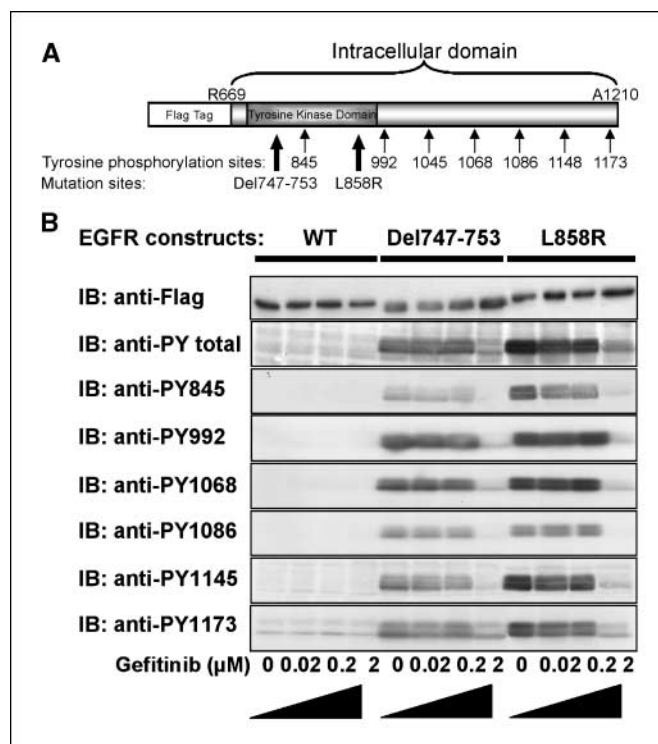 A
Intracellular domain
R669 A1210
Flag Tag Tyrosine Kinase Domain
Tyrosine phosphorylation sites: 845 992 1045 1068 1086 1148 1173
Mutation sites: Del747-753 L858R
B
EGFR constructs: WT Del747-753 L858R
IB: anti-Flag
IB: anti-PY total
IB: anti-PY845
IB: anti-PY992
IB: anti-PY1068
IB: anti-PY1086
IB: anti-PY1145
IB: anti-PY1173
Gefitinib (µM) 0 0.02 0.2 2 0 0.02 0.2 2 0 0.02 0.2 2